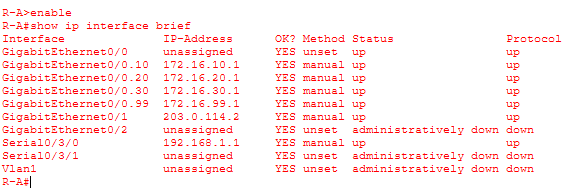 R-A>enable
R-A#show ip interface brief
Interface IP-Address OK? Method Status Protocol
GigabitEthernet0/0 unassigned YES unset up up
GigabitEthernet0/0.10 172.16.10.1 YES manual up up
GigabitEthernet0/0.20 172.16.20.1 YES manual up up
GigabitEthernet0/0.30 172.16.30.1 YES manual up up
GigabitEthernet0/0.99 172.16.99.1 YES manual up up
GigabitEthernet0/1 203.0.114.2 YES manual up up
GigabitEthernet0/2 unassigned YES unset administratively down down
Serial0/3/0 192.168.1.1 YES manual up up
Serial0/3/1 unassigned YES unset administratively down down
Vlan1 unassigned YES unset administratively down down
R-A#